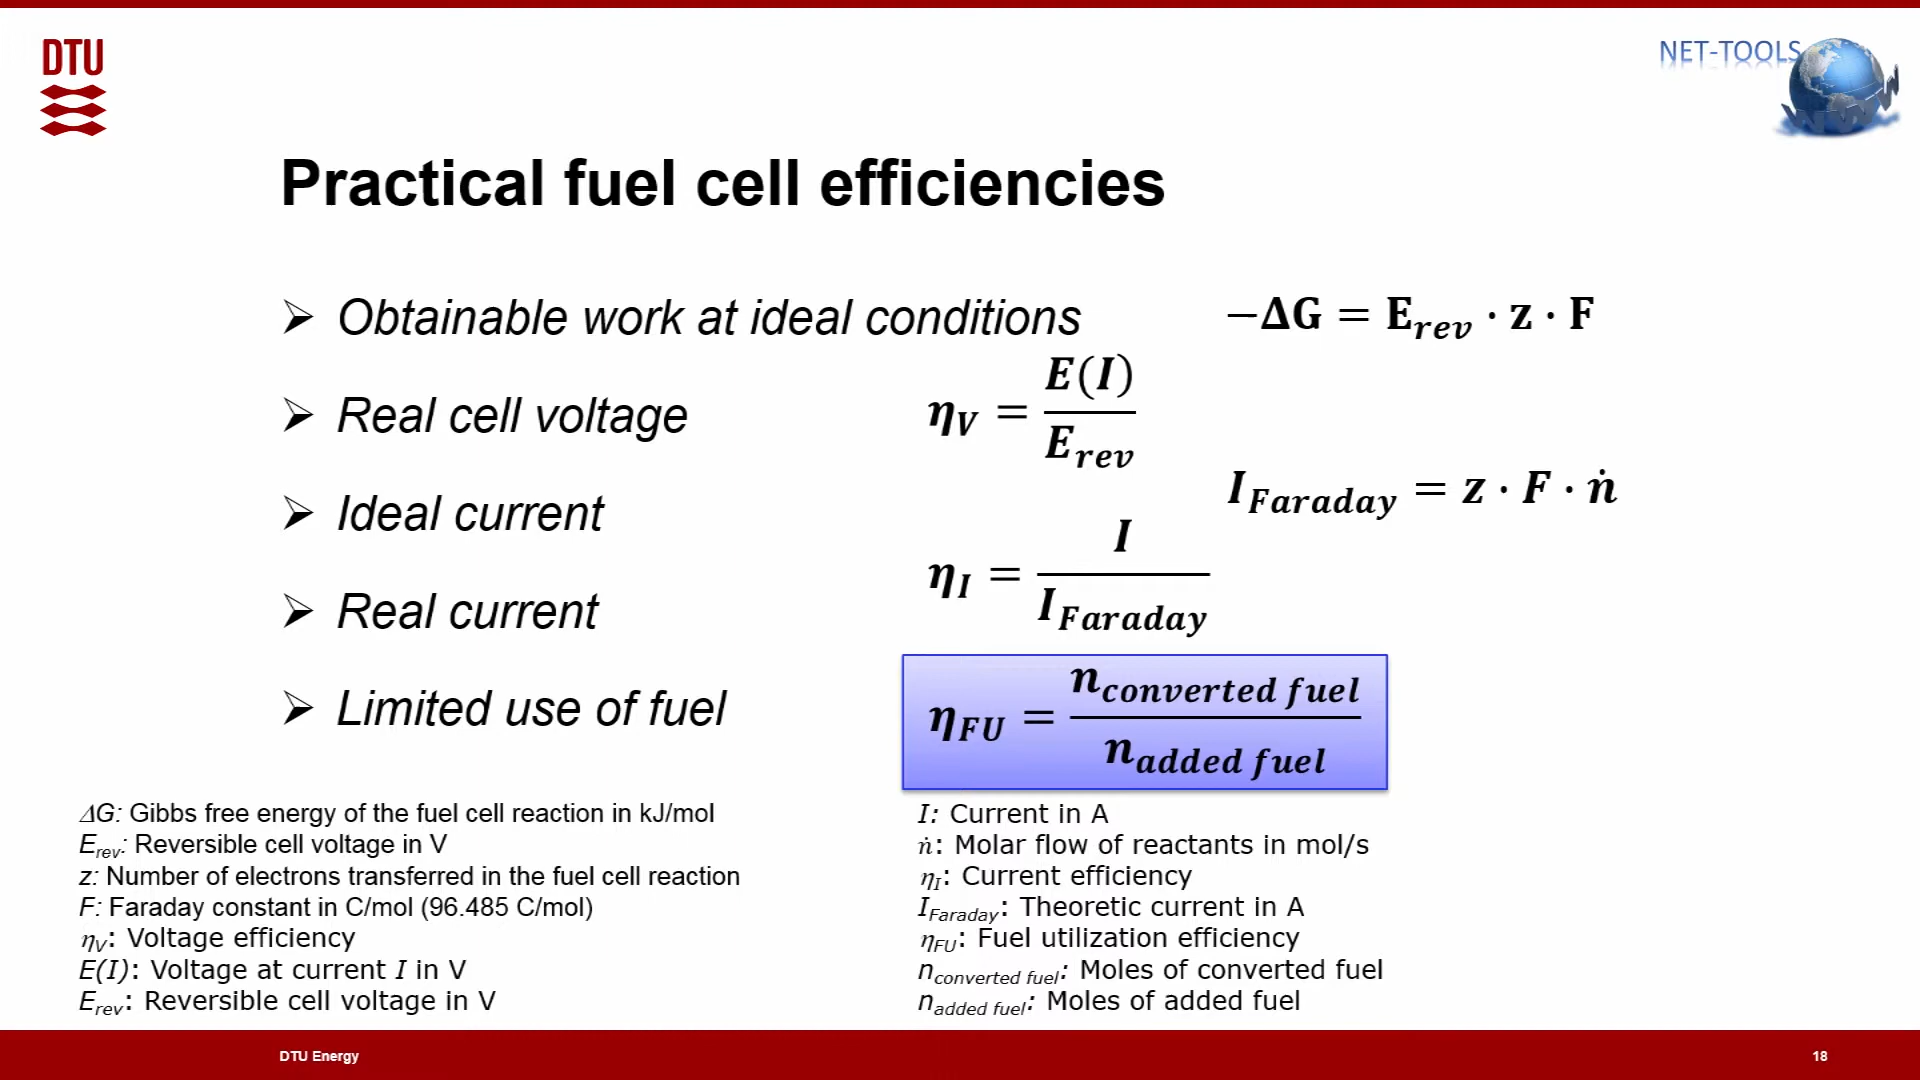 DTU
NET-TOOLS
WWW
Practical fuel cell efficiencies
➢ Obtainable work at ideal conditions
−ΔG = E_rev · z · F
➢ Real cell voltage
η_V = E(I) / E_rev
➢ Ideal current
I_Faraday = z · F · ṅ
➢ Real current
η_I = I / I_Faraday
➢ Limited use of fuel
η_FU = n_converted fuel / n_added fuel
ΔG: Gibbs free energy of the fuel cell reaction in kJ/mol
E_rev: Reversible cell voltage in V
z: Number of electrons transferred in the fuel cell reaction
F: Faraday constant in C/mol (96.485 C/mol)
η_V: Voltage efficiency
E(I): Voltage at current I in V
E_rev: Reversible cell voltage in V
I: Current in A
ṅ: Molar flow of reactants in mol/s
η_I: Current efficiency
I_Faraday: Theoretic current in A
η_FU: Fuel utilization efficiency
n_converted fuel: Moles of converted fuel
n_added fuel: Moles of added fuel
DTU Energy
18